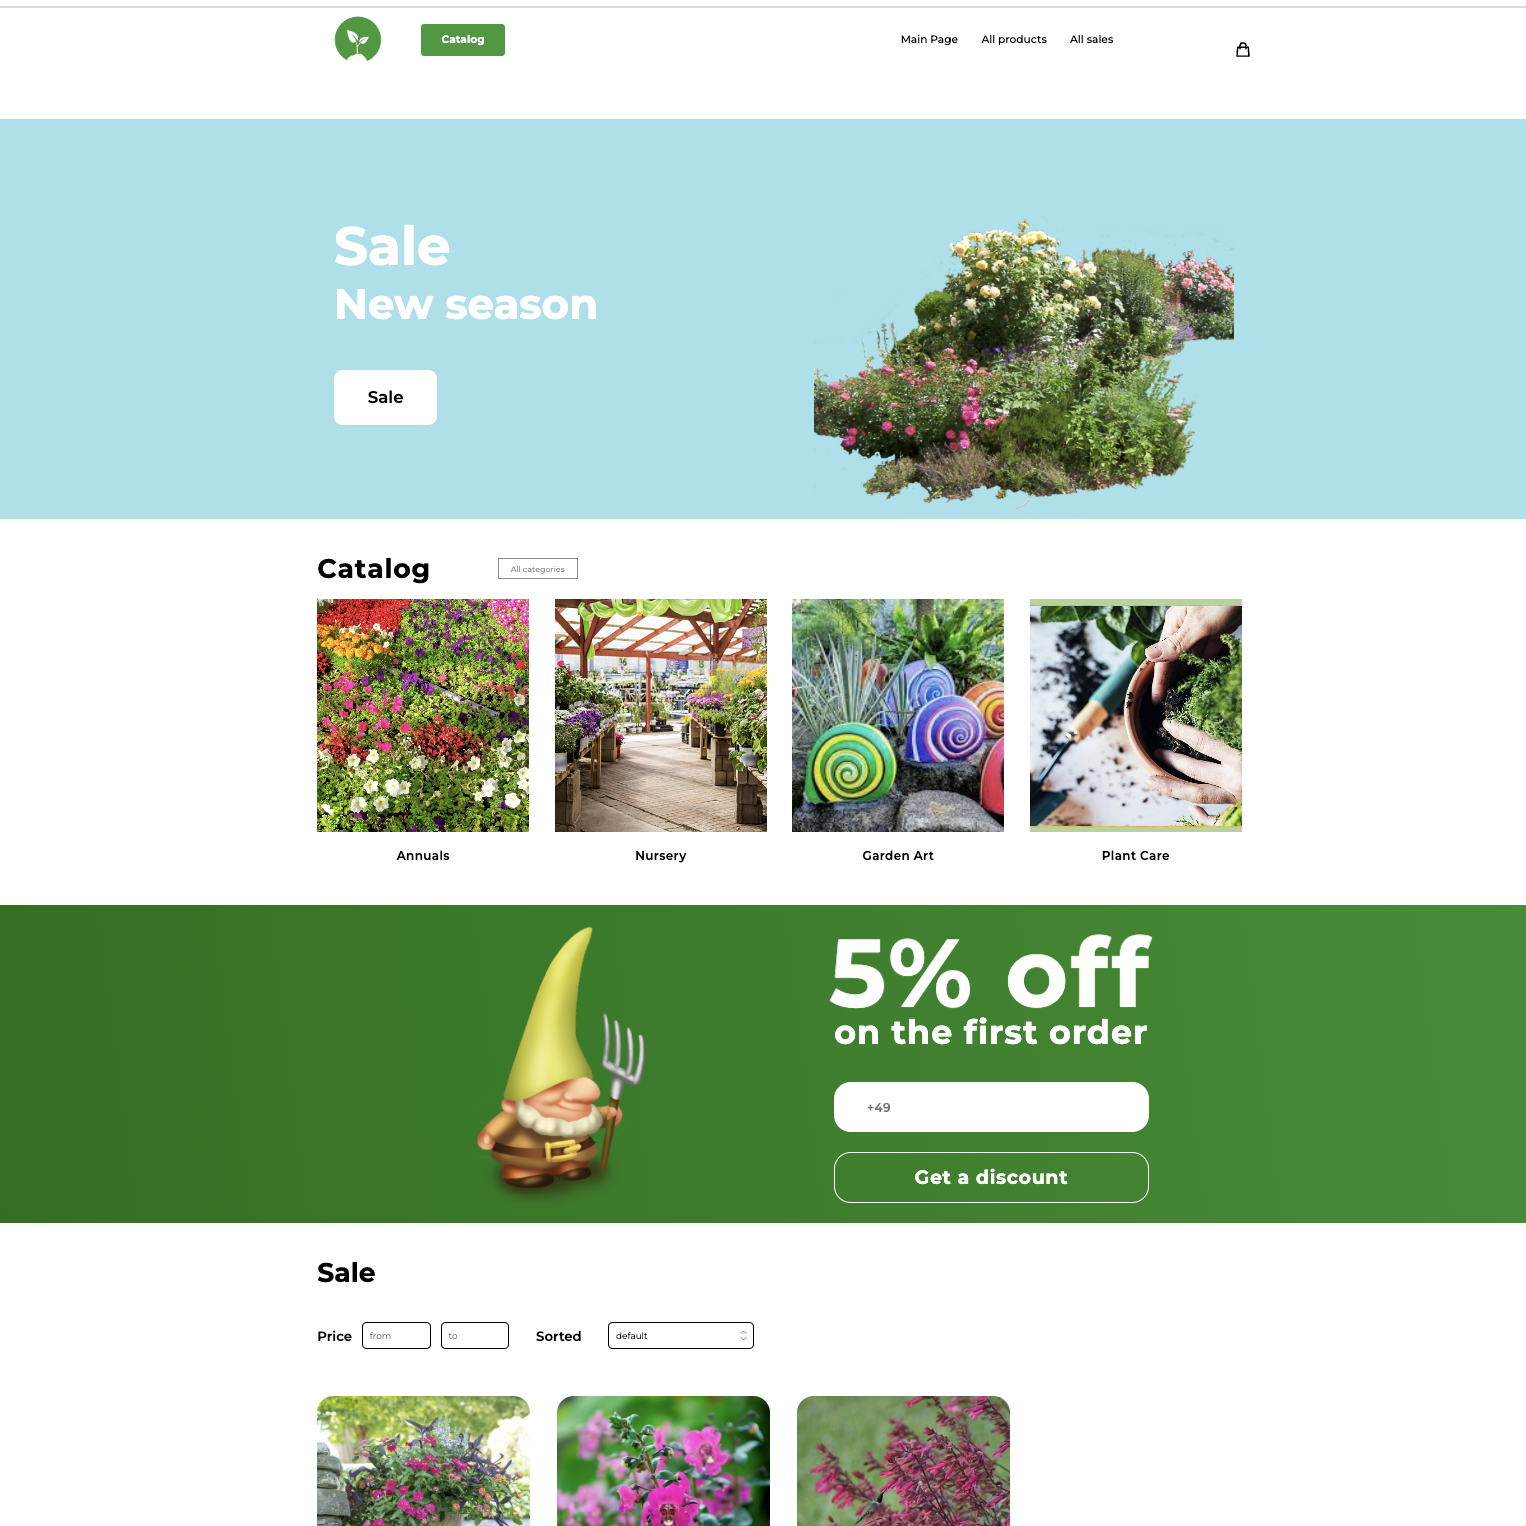 Catalog
Main Page
All products
All sales
Sale
New season
Sale
Catalog
All categories
Annuals
Nursery
Garden Art
Plant Care
5% off
on the first order
+49
Get a discount
Sale
Price
from
to
Sorted
default